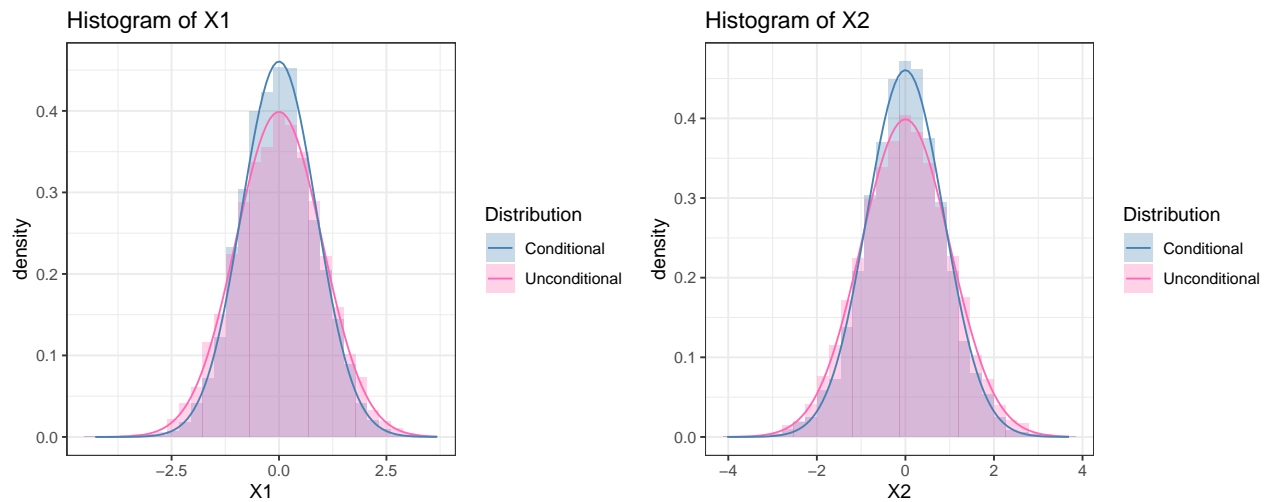 Histogram of X1
density
0.4
0.3
0.2
0.1
0.0
−2.5
0.0
2.5
X1
Distribution
Conditional
Unconditional
Histogram of X2
density
0.4
0.3
0.2
0.1
0.0
−4
−2
0
2
4
X2
Distribution
Conditional
Unconditional